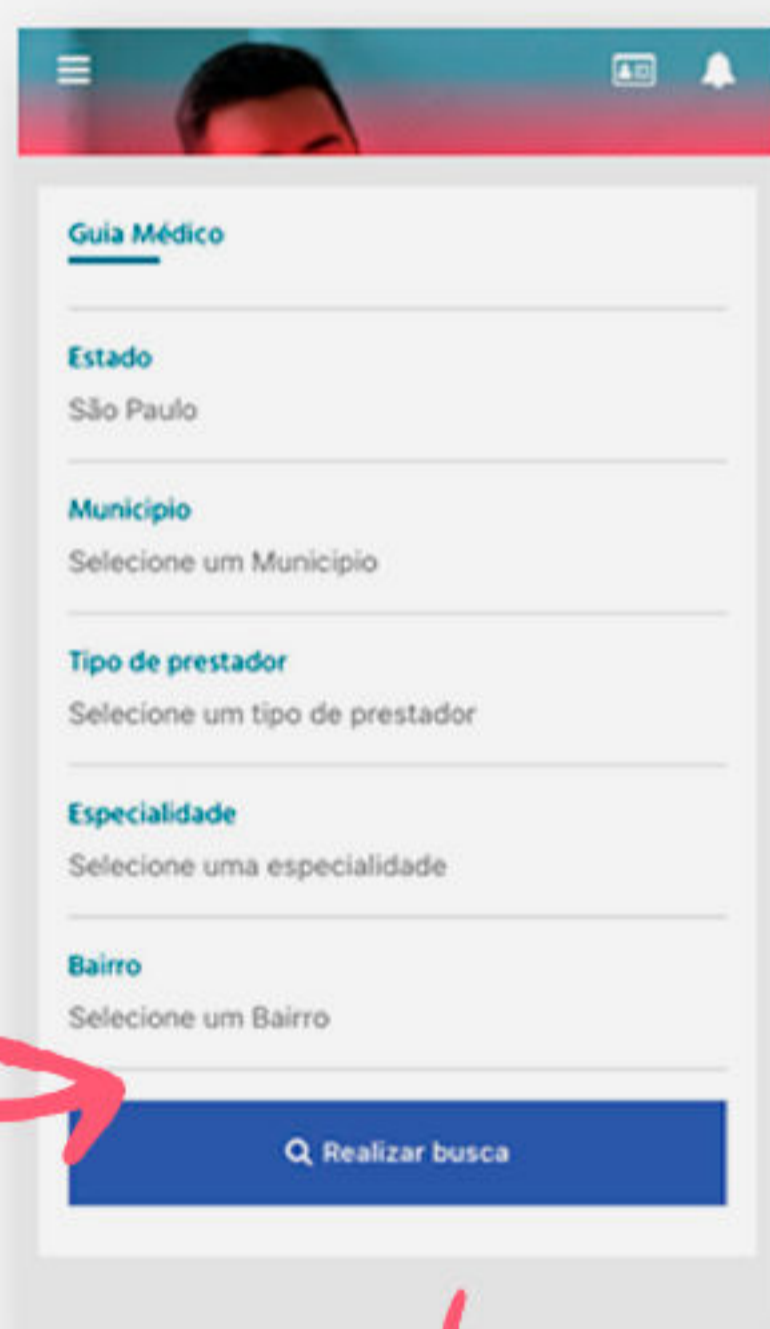 Guia Médico
Estado
São Paulo
Municipio
Selecione um Municipio
Tipo de prestador
Selecione um tipo de prestador
Especialidade
Selecione uma especialidade
Bairro
Selecione um Bairro
Realizar busca